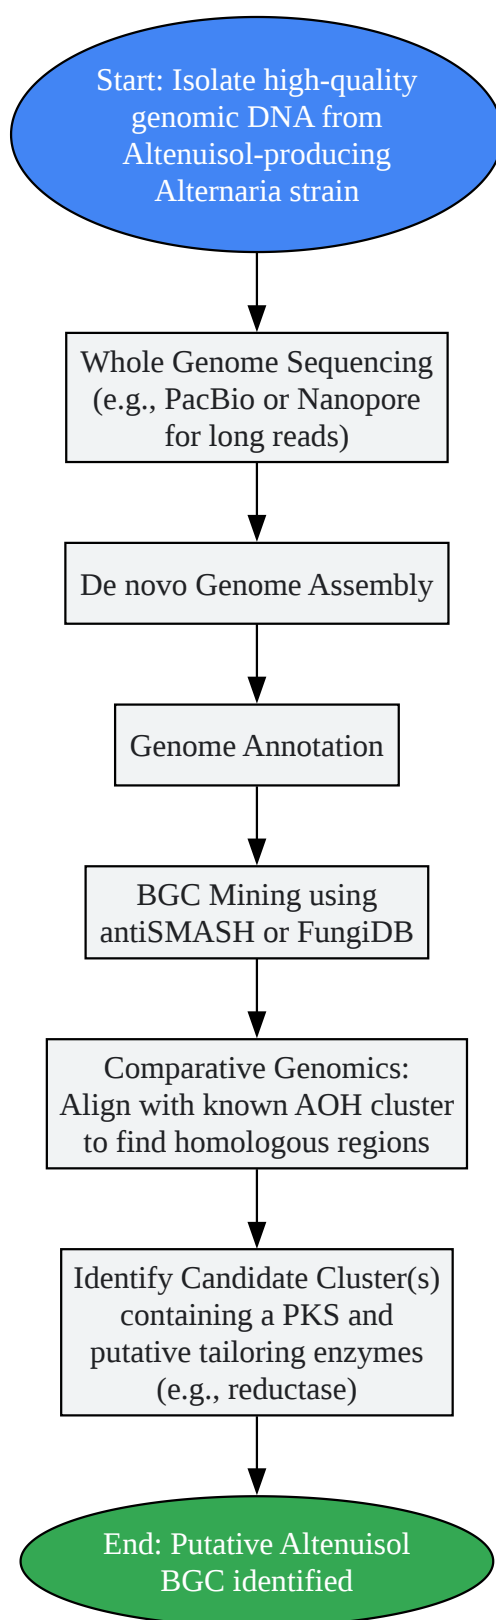 Start: Isolate high-quality
genomic DNA from
Altenuisol-producing
Alternaria strain
Whole Genome Sequencing
(e.g., PacBio or Nanopore
for long reads)
De novo Genome Assembly
Genome Annotation
BGC Mining using
antiSMASH or FungiDB
Comparative Genomics:
Align with known AOH cluster
to find homologous regions
Identify Candidate Cluster(s)
containing a PKS and
putative tailoring enzymes
(e.g., reductase)
End: Putative Altenuisol
BGC identified